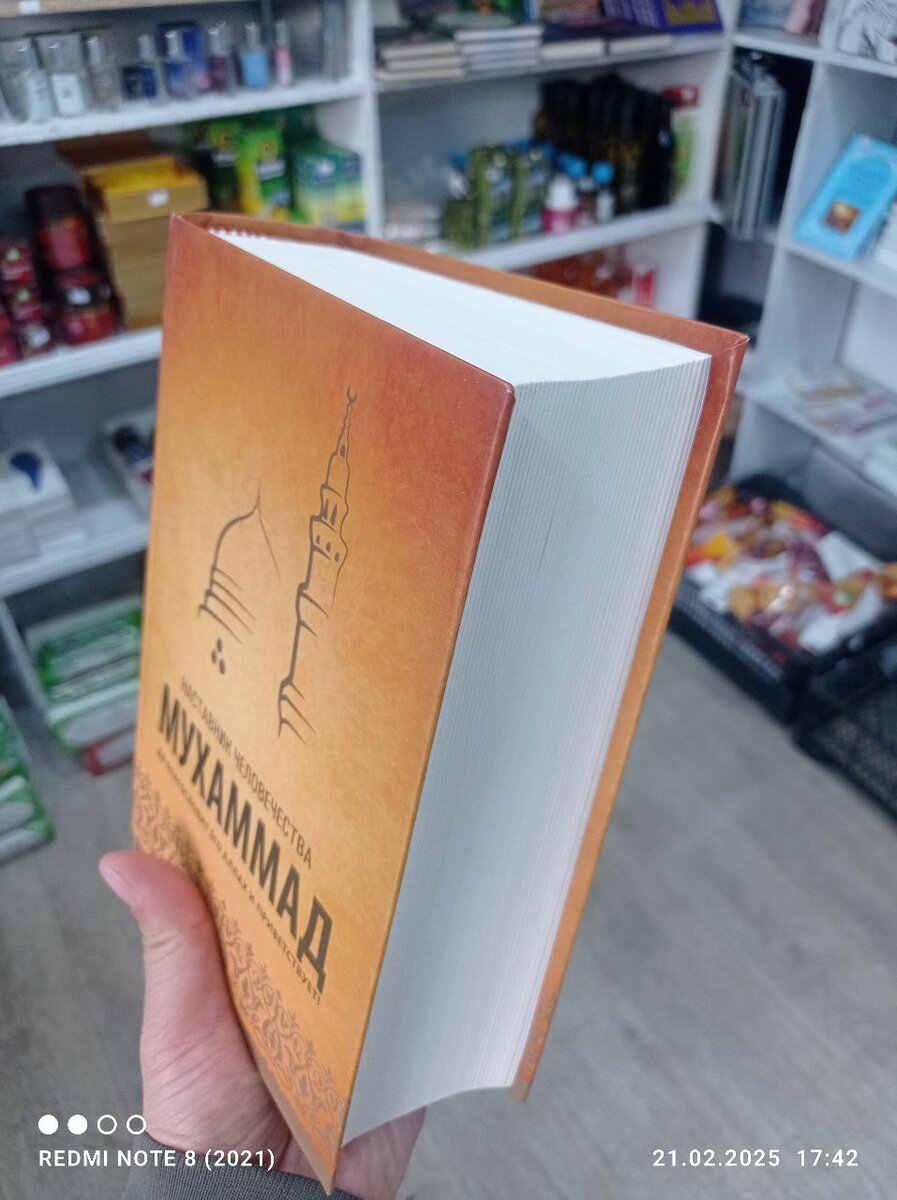 НАСТАВНИК ЧЕЛОВЕЧЕСТВА
МУХАММАД
ДА БЛАГОСЛОВИТ ЕГО АЛЛАХ И ПРИВЕТСТВУЕТ!
REDMI NOTE 8 (2021)
21.02.2025 17:42